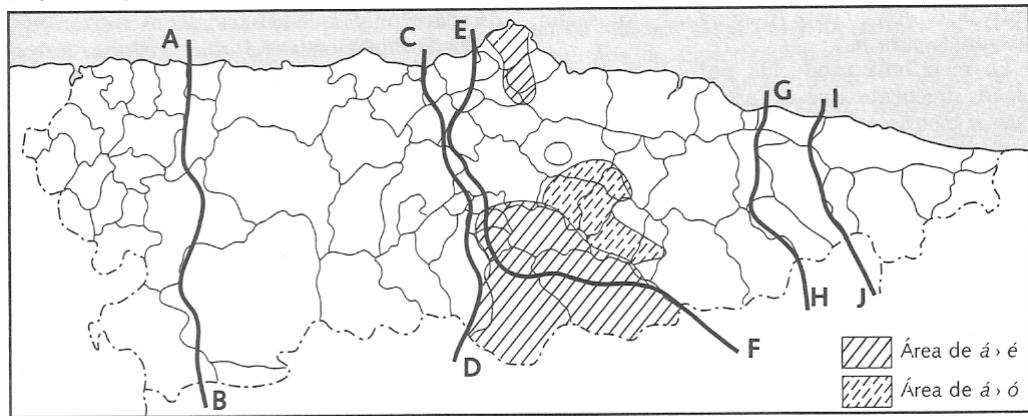 A
C
E
G
I
B
D
F
H
J
Área de á › é
Área de á › ó